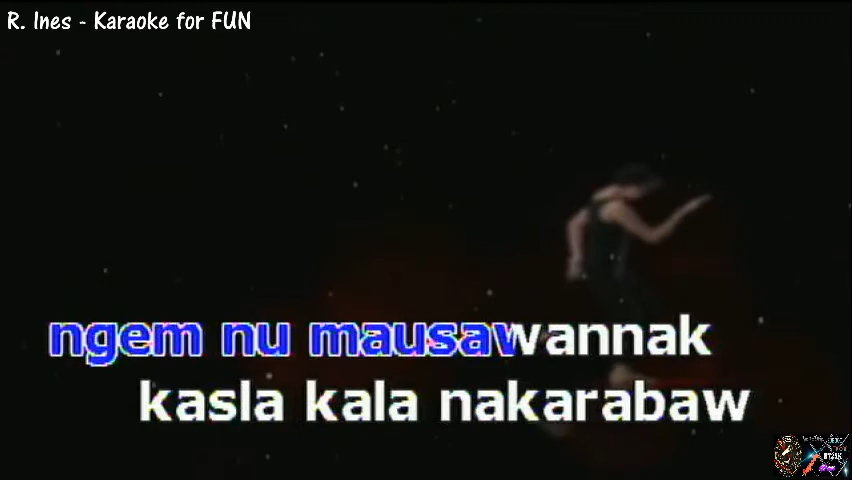 R. Ines - Karaoke for FUN
ngem nu mausawannak
kasla kala nakarabaw